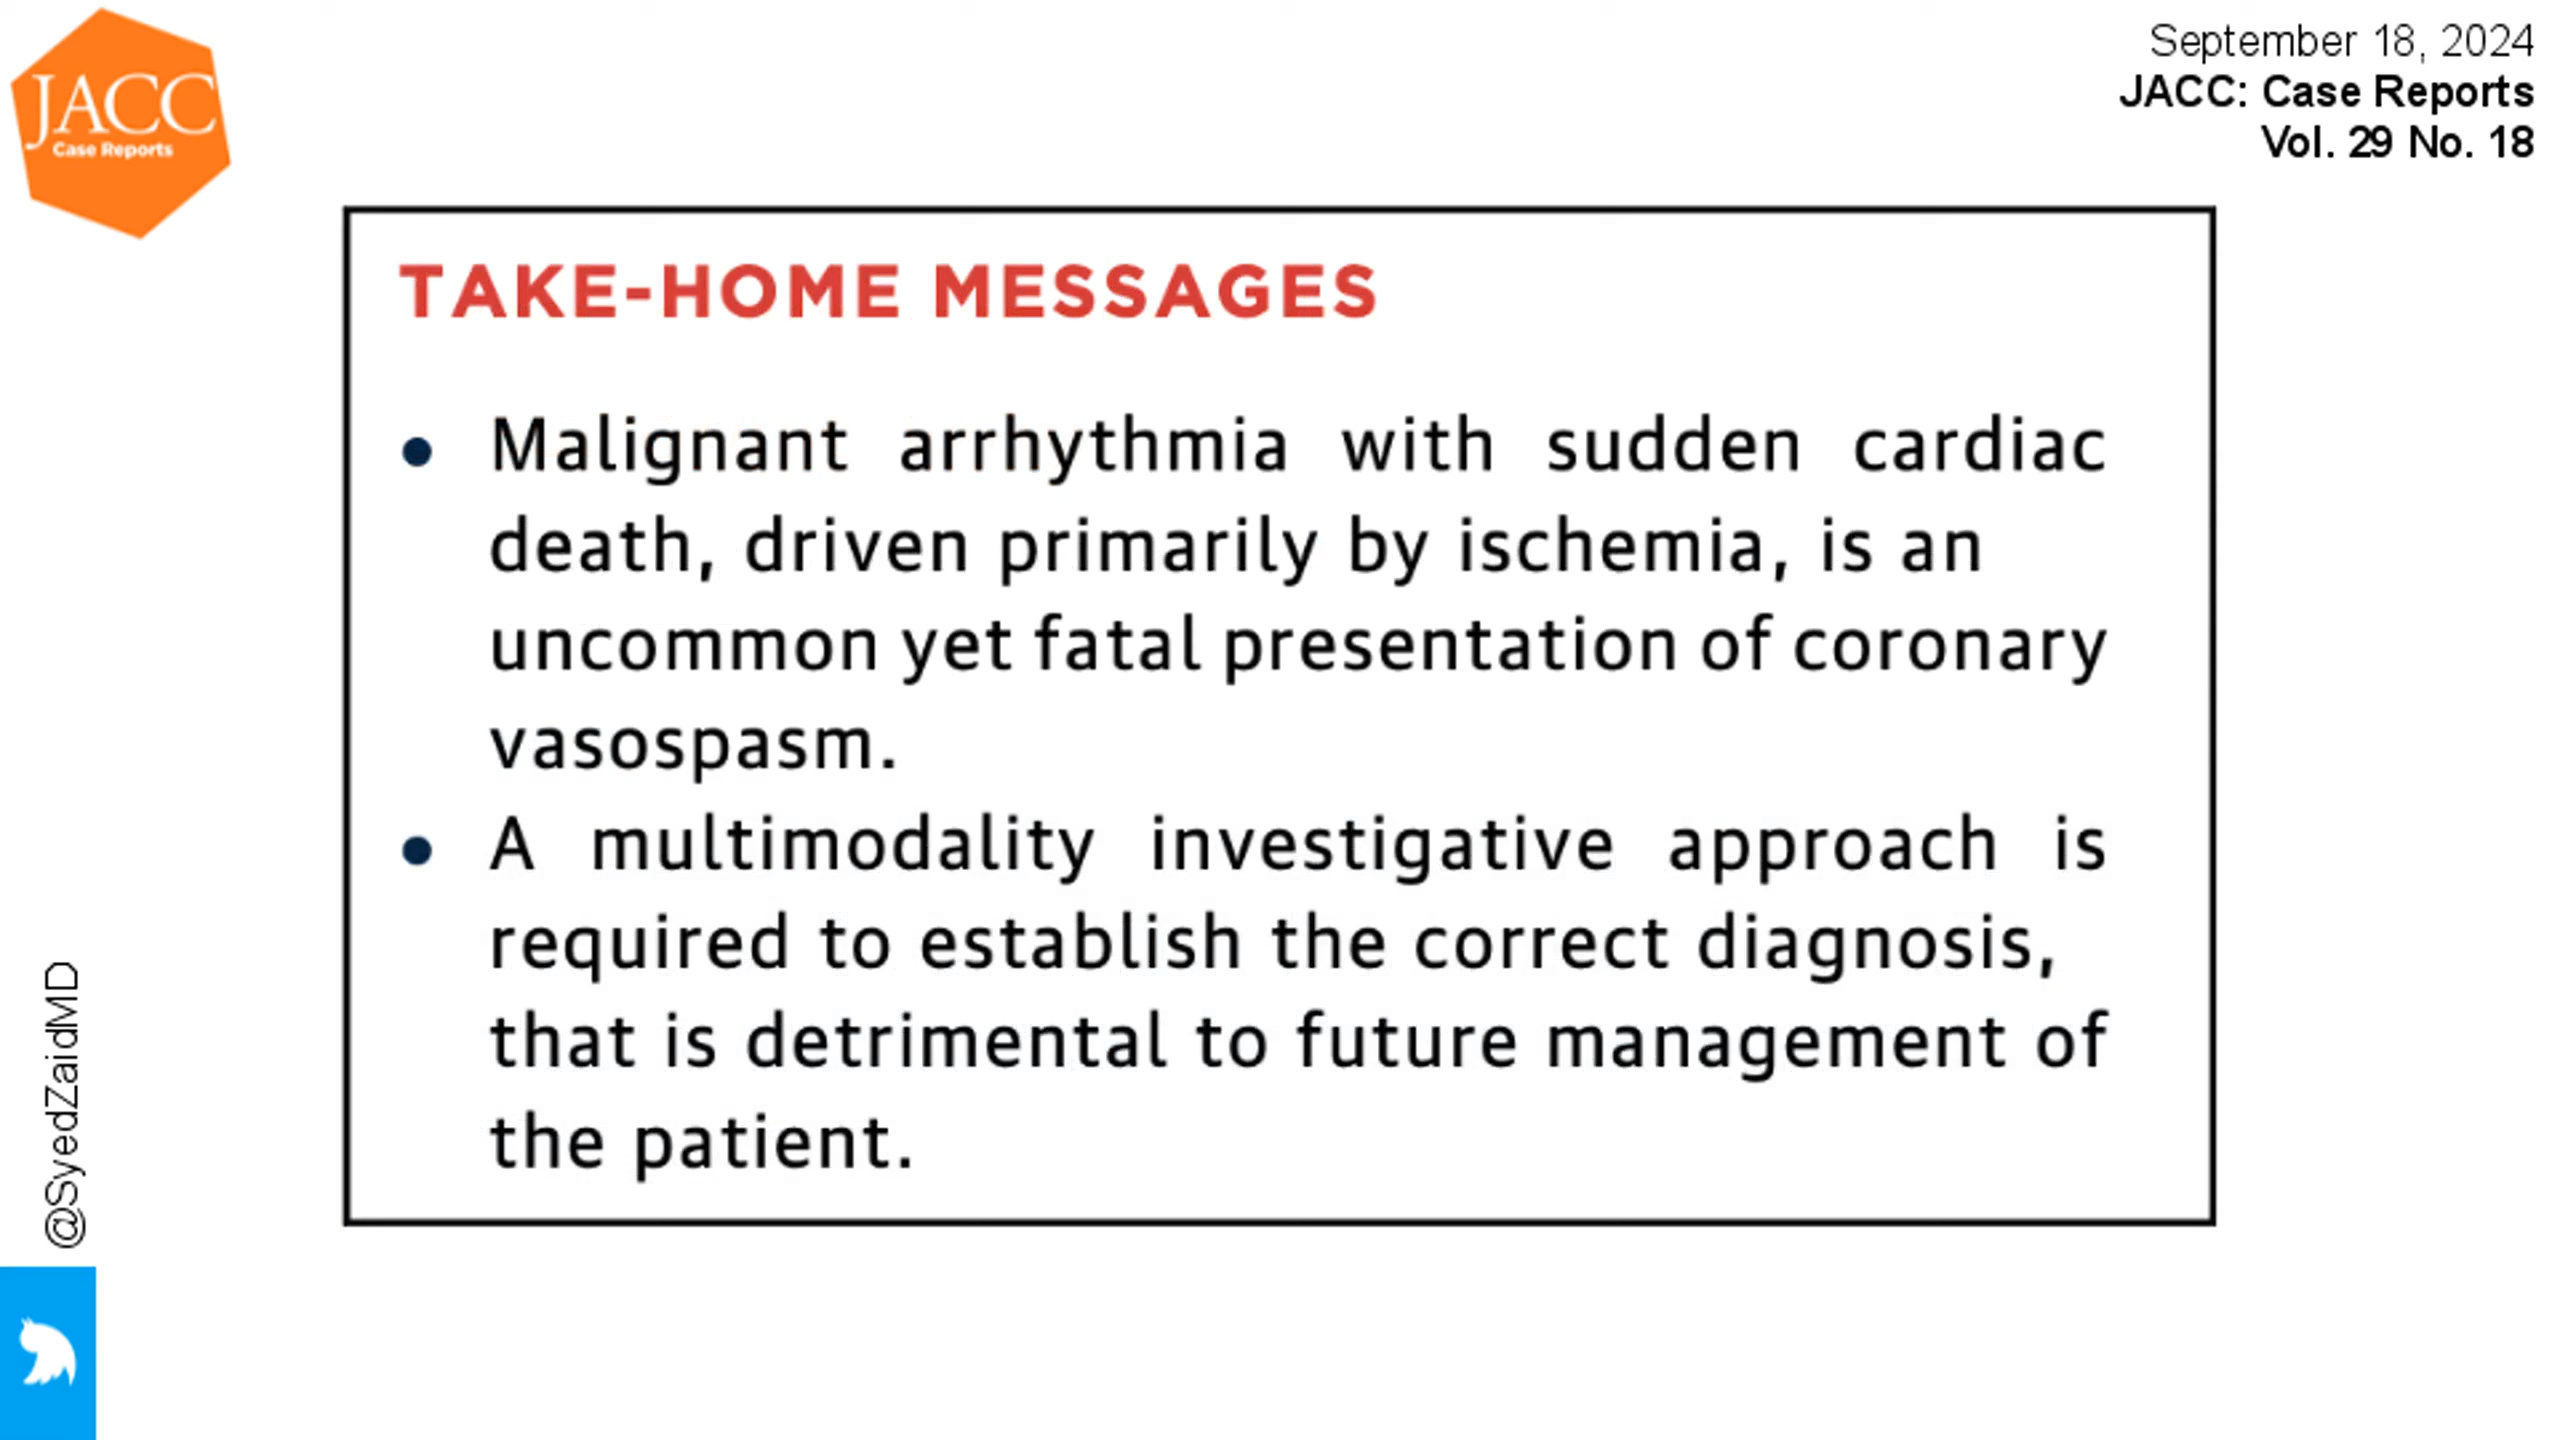 JACC
Case Reports
September 18, 2024
JACC: Case Reports
Vol. 29 No. 18
TAKE-HOME MESSAGES
• Malignant arrhythmia with sudden cardiac
death, driven primarily by ischemia, is an
uncommon yet fatal presentation of coronary
vasospasm.
• A multimodality investigative approach is
required to establish the correct diagnosis,
that is detrimental to future management of
the patient.
@SyedZaidMD